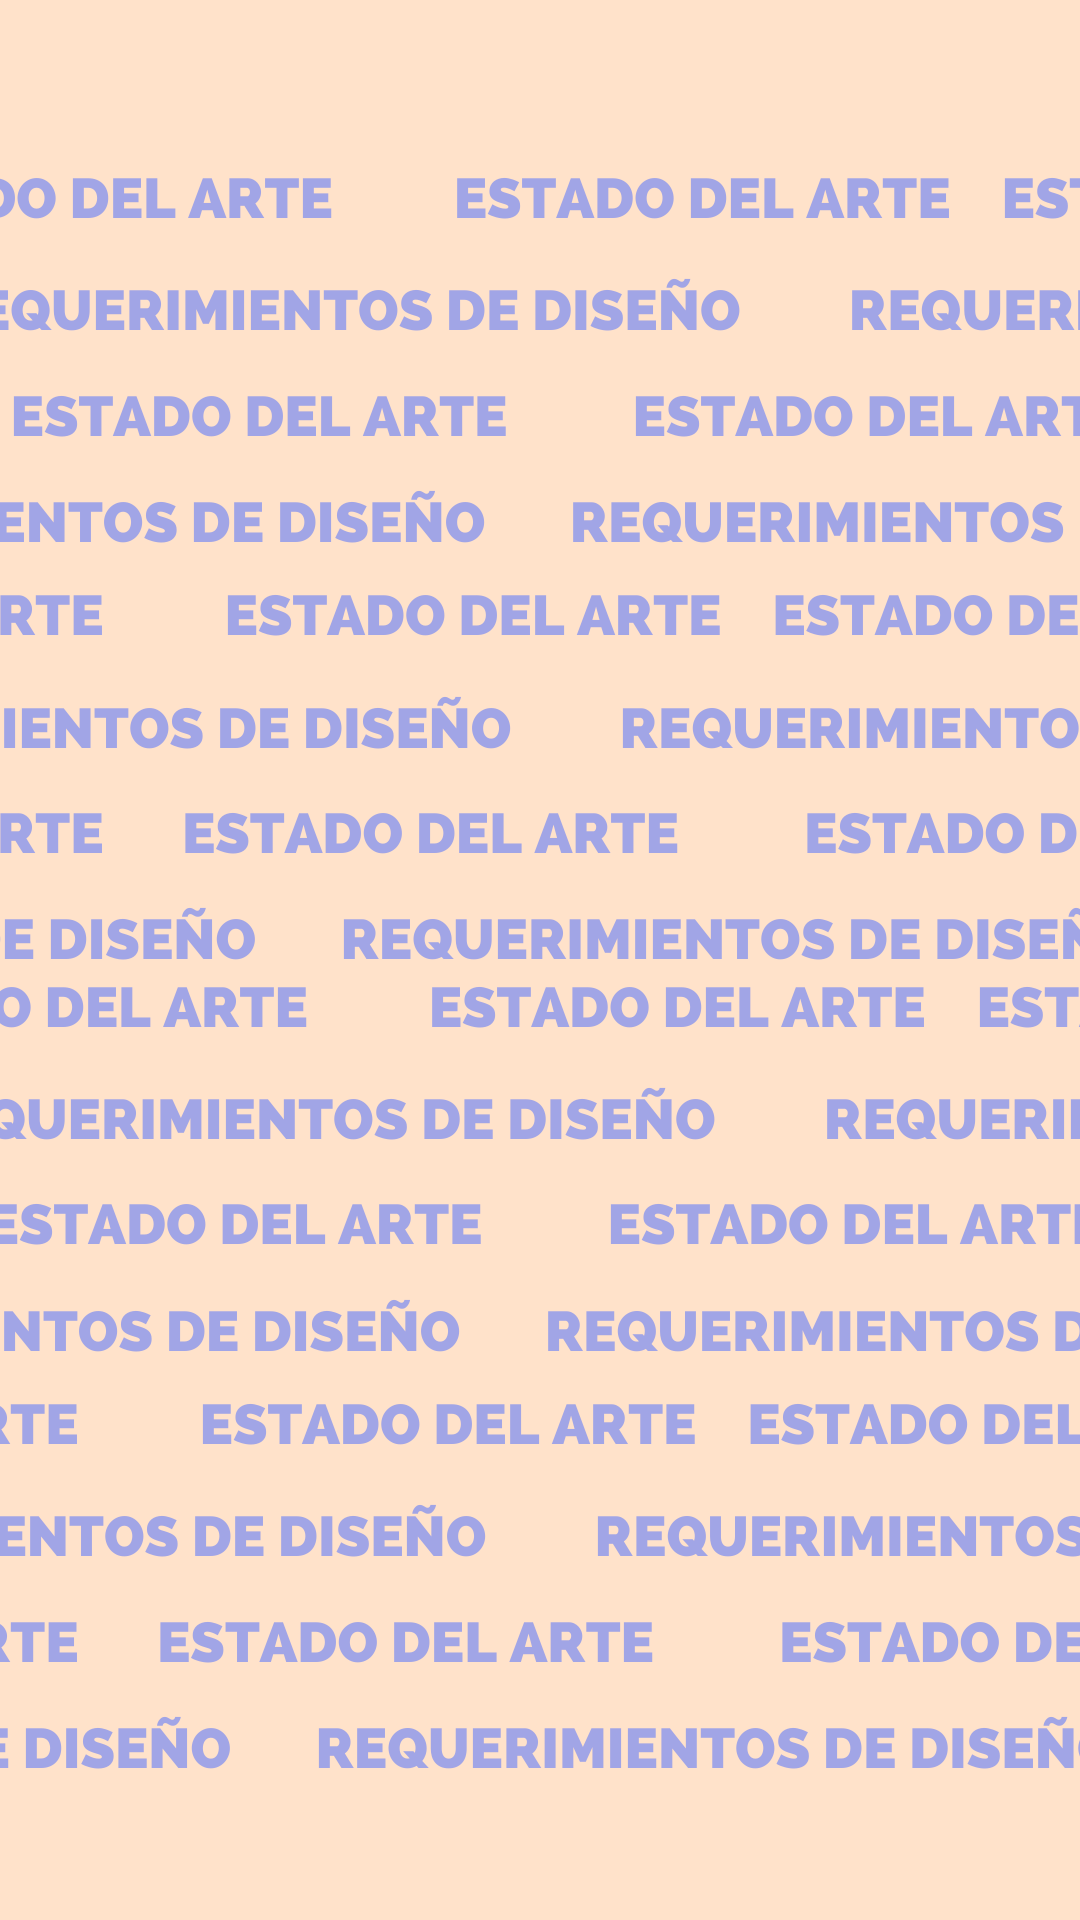 DO DEL ARTE ESTADO DEL ARTE EST
EQUERIMIENTOS DE DISEÑO REQUERI
ESTADO DEL ARTE ESTADO DEL ART
ENTOS DE DISEÑO REQUERIMIENTOS
RTE ESTADO DEL ARTE ESTADO DE
IENTOS DE DISEÑO REQUERIMIENTO
RTE ESTADO DEL ARTE ESTADO D
E DISEÑO REQUERIMIENTOS DE DISEÑ
O DEL ARTE ESTADO DEL ARTE EST
QUERIMIENTOS DE DISEÑO REQUERI
ESTADO DEL ARTE ESTADO DEL ARTE
NTOS DE DISEÑO REQUERIMIENTOS D
RTE ESTADO DEL ARTE ESTADO DEL
ENTOS DE DISEÑO REQUERIMIENTOS
RTE ESTADO DEL ARTE ESTADO DE
E DISEÑO REQUERIMIENTOS DE DISEÑO